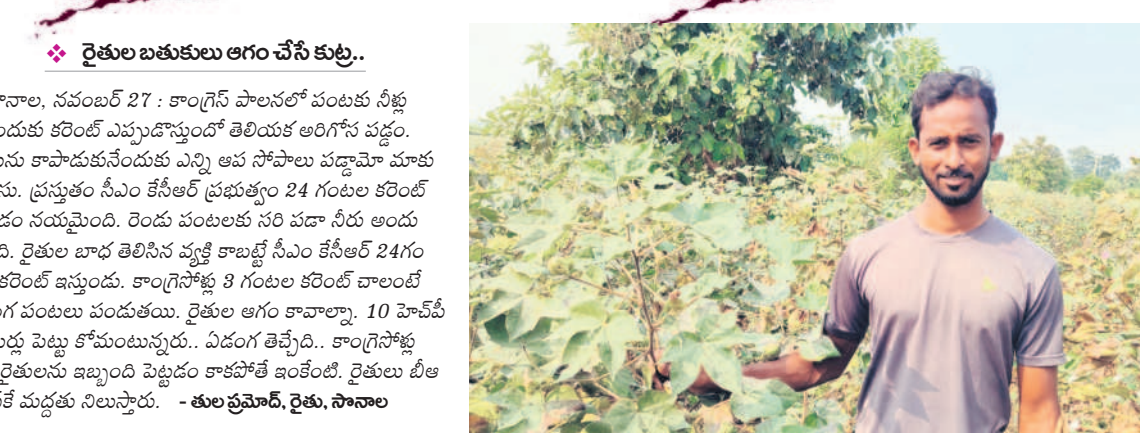 ❖ రైతుల బతుకులు ఆగం చేసే కుట్ర..
నవంబర్ 27 : కాంగ్రెస్ పాలనలో పంటకు నీళ్లు
కరెంట్ ఎప్పుడొస్తుందో తెలియక అరిగోస పడ్డం.
కాపాడుకునేందుకు ఎన్ని ఆప సోపాలు పడ్డామో మాకు
ప్రస్తుతం సీఎం కేసీఆర్ ప్రభుత్వం 24 గంటల కరెంట్
నయమైంది. రెండు పంటలకు సరి పడా నీరు అందు
రైతుల బాధ తెలిసిన వ్యక్తి కాబట్టే సీఎం కేసీఆర్ 24గం
కరెంట్ ఇస్తుండు. కాంగ్రెసోళ్లు 3 గంటల కరెంట్ చాలంటే
పంటలు పండుతయి. రైతుల ఆగం కావాల్నా. 10 హెచ్‌పీ
పెట్టు కోమంటున్నరు.. ఏడంగ తెచ్చేది.. కాంగ్రెసోళ్లు
రైతులను ఇబ్బంది పెట్టడం కాకపోతే ఇంకేంటి. రైతులు బీఆ
మద్దతు నిలుస్తారు. - తుల ప్రమోద్, రైతు, సొనాల